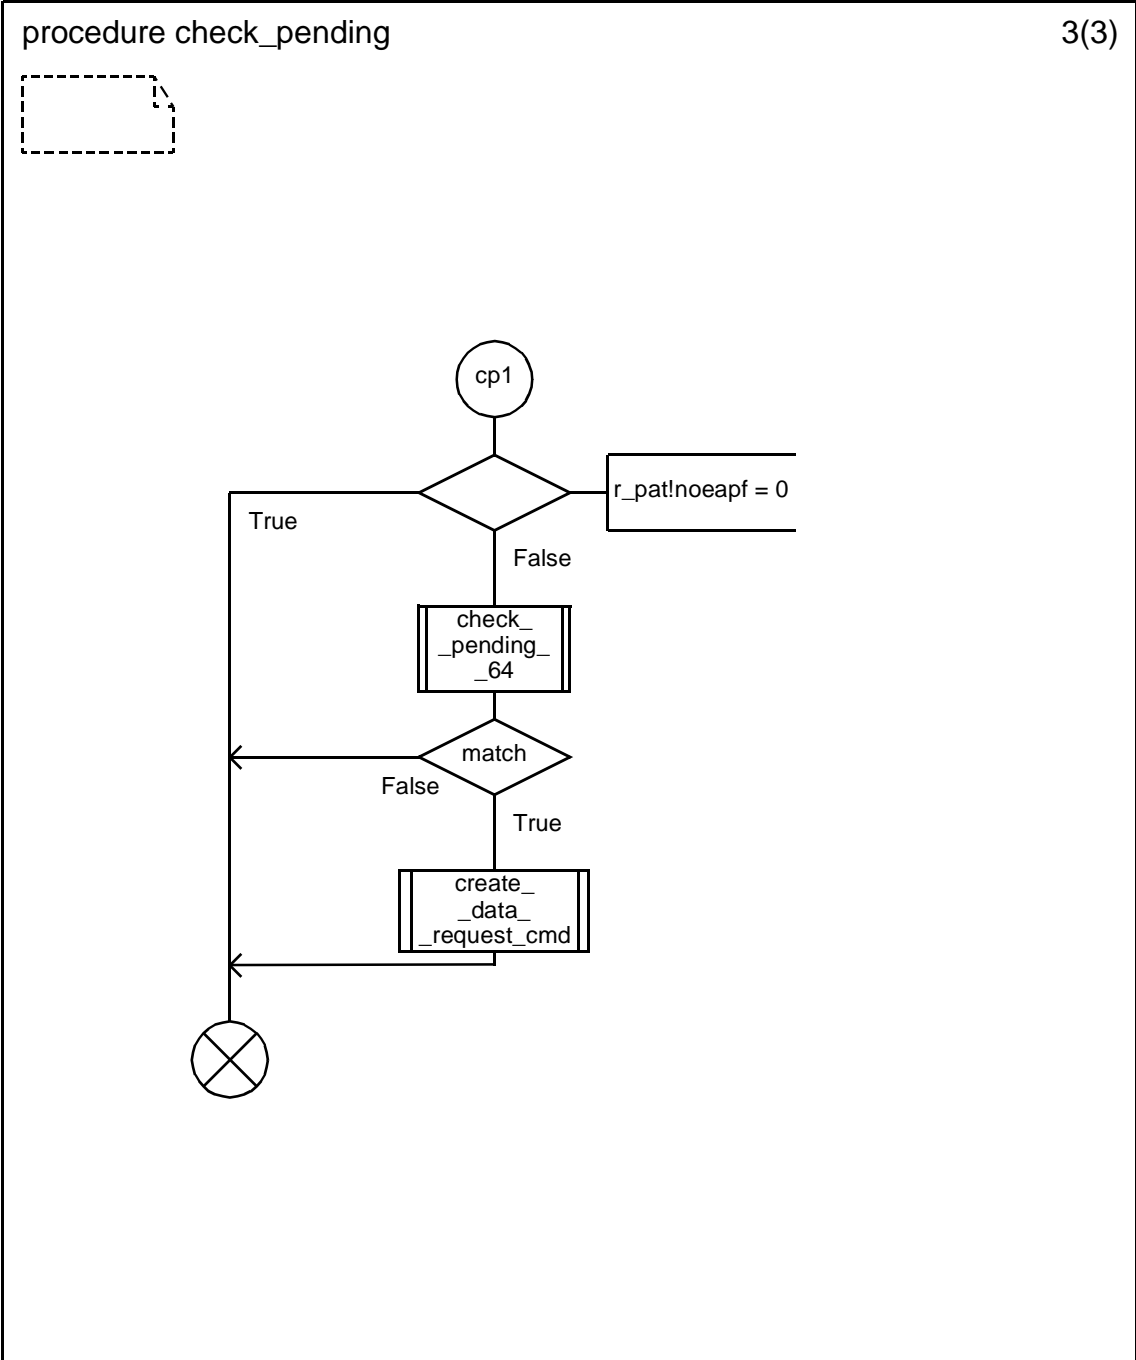 procedure check_pending
3(3)
cp1
r_pat!noeapf = 0
True
False
check_
_pending_
_64
match
False
True
create_
_data_
_request_cmd